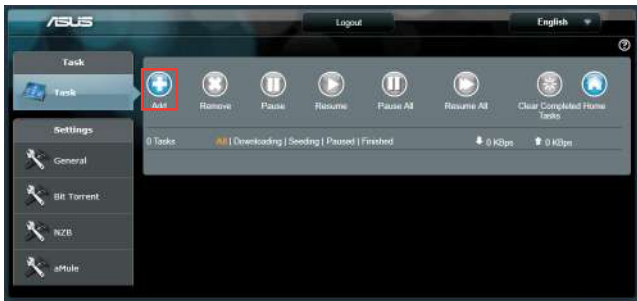 ASUS
Logout
English
Task
Task
Add
Remove
Pause
Resume
Pause All
Resume All
Clear Completed Tasks
Home
0 Tasks
All | Downloading | Seeding | Paused | Finished
0 KBps
0 KBps
Settings
General
Bit Torrent
NZB
aMule